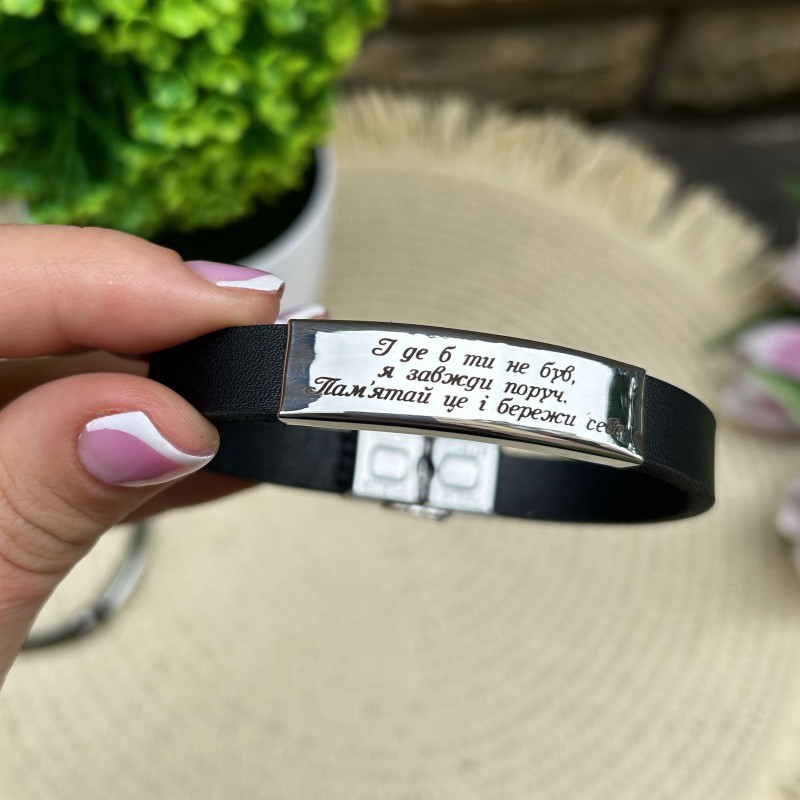 І де б ти не був,
я завжди поруч.
Пам'ятай це і бережи себе